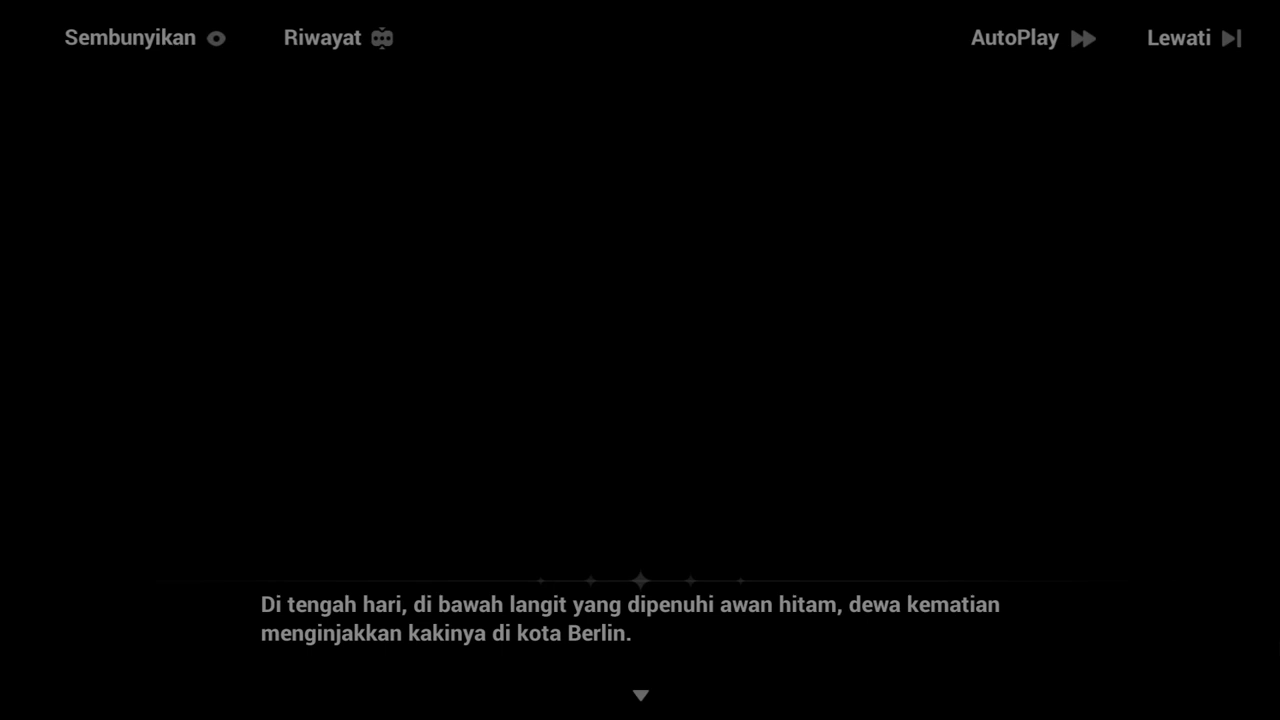 Sembunyikan Riwayat AutoPlay Lewati
Di tengah hari, di bawah langit yang dipenuhi awan hitam, dewa kematian
menginjakkan kakinya di kota Berlin.